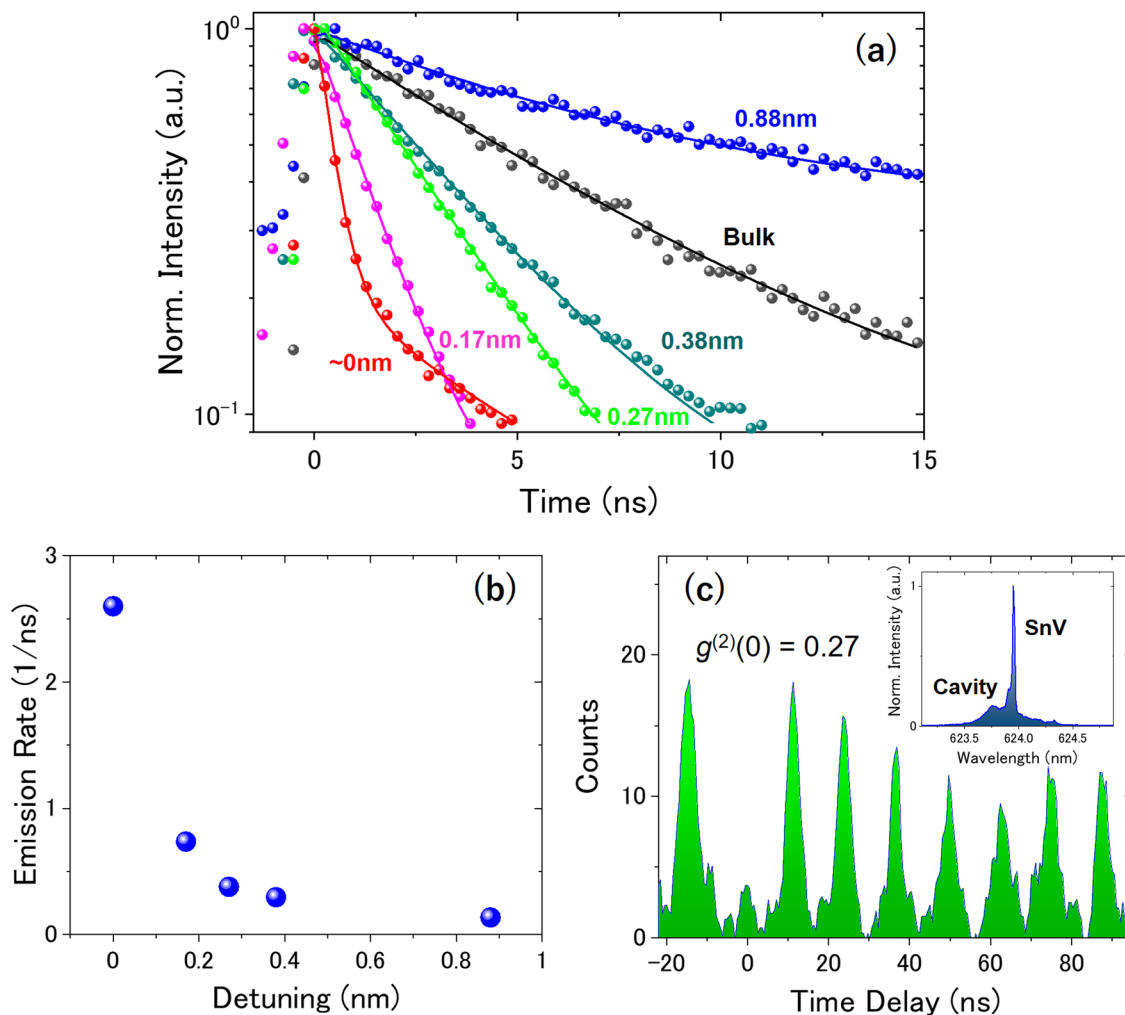 (a)
10⁰
Norm. Intensity (a.u.)
0.88nm
Bulk
0.38nm
0.17nm
~0nm
0.27nm
10⁻¹
0 5 10 15
Time (ns)
(b)
3
2
1
0
Emission Rate (1/ns)
0 0.2 0.4 0.6 0.8 1
Detuning (nm)
(c)
g⁽²⁾(0) = 0.27
20
10
0
Counts
-20 0 20 40 60 80
Time Delay (ns)
Norm. Intensity (a.u.)
1
0
SnV
Cavity
623.5 624.0 624.5
Wavelength (nm)